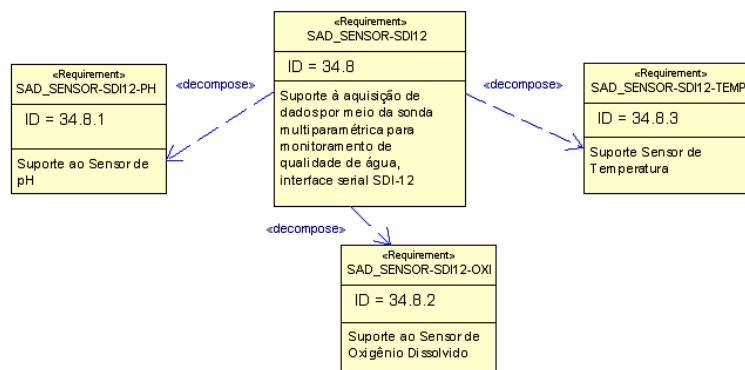 «Requirement»
SAD_SENSOR-SDI12
ID = 34.8
Suporte à aquisição de
dadospor meio da sonda
multiparamétrica para
monitoramento de
qualidade de água,
interface serial SDI-12
«decompose»
«Requirement»
SAD_SENSOR-SDI12-PH
ID = 34.8.1
Suporte ao Sensor de
pH
«decompose»
«Requirement»
SAD_SENSOR-SDI12-TEMP
ID = 34.8.3
Suporte Sensor de
Temperatura
«decompose»
«Requirement»
SAD_SENSOR-SDI12-OXI
ID = 34.8.2
Suporte ao Sensor de
Oxigênio Dissolvido